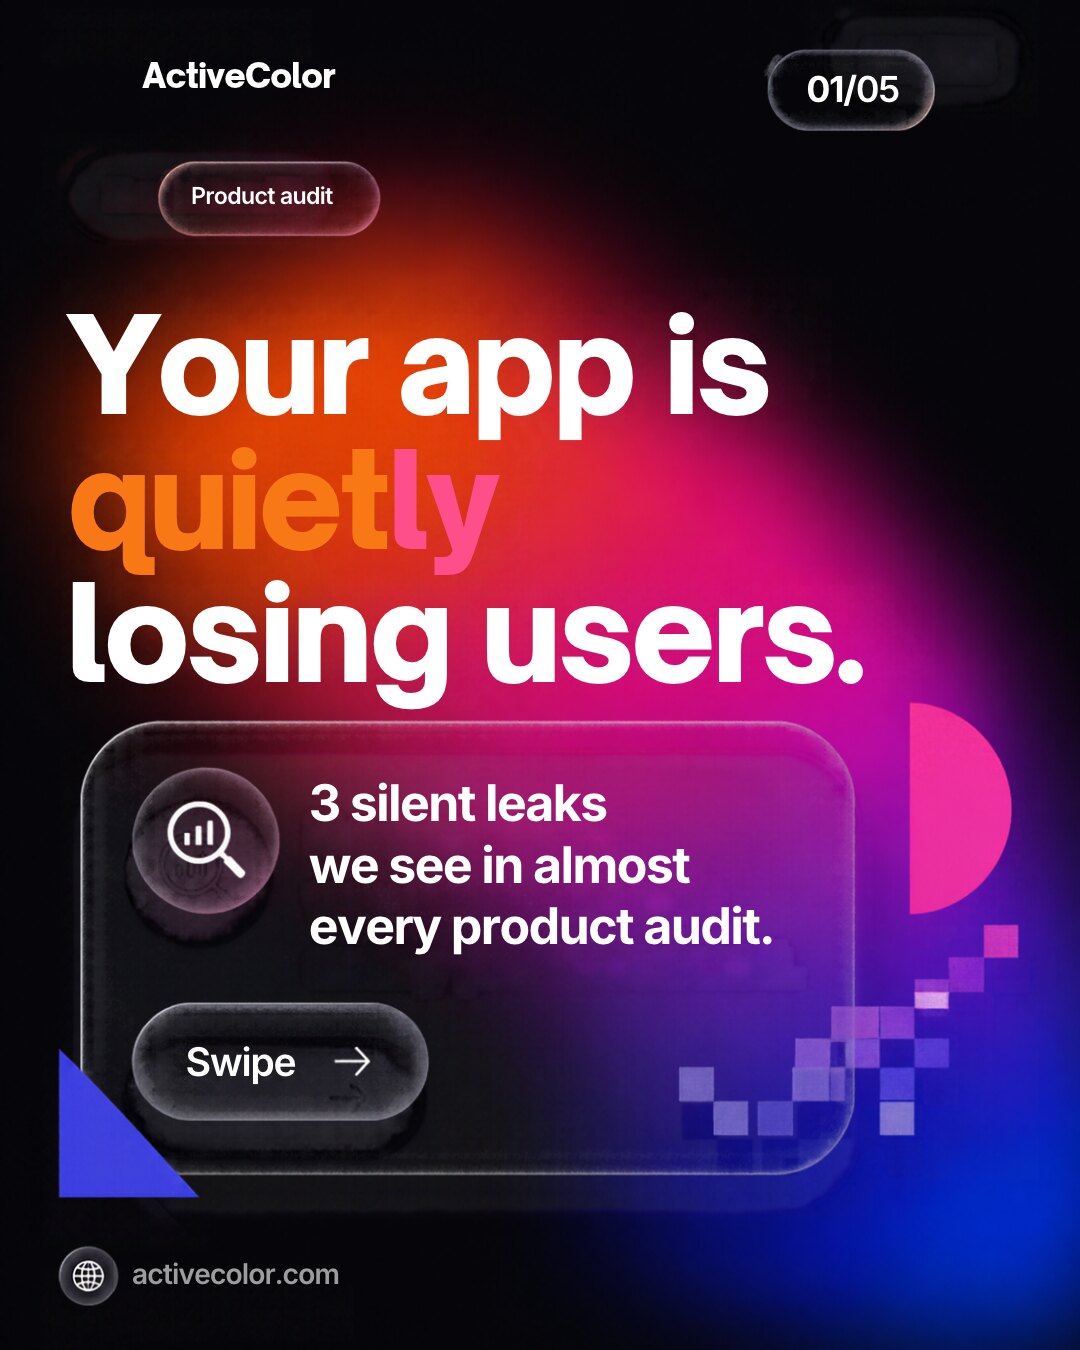 ActiveColor
01/05
Product audit
Your app is
quietly
losing users.
3 silent leaks
we see in almost
every product audit.
Swipe →
activecolor.com